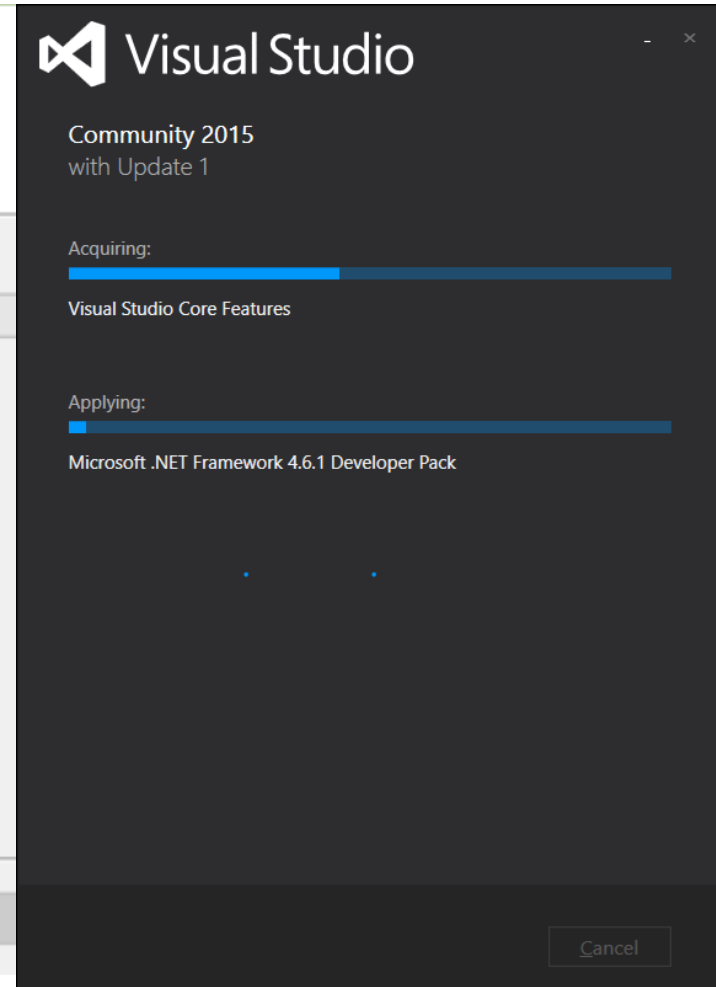 Visual Studio
Community 2015
with Update 1
Acquiring:
Visual Studio Core Features
Applying:
Microsoft .NET Framework 4.6.1 Developer Pack
Cancel